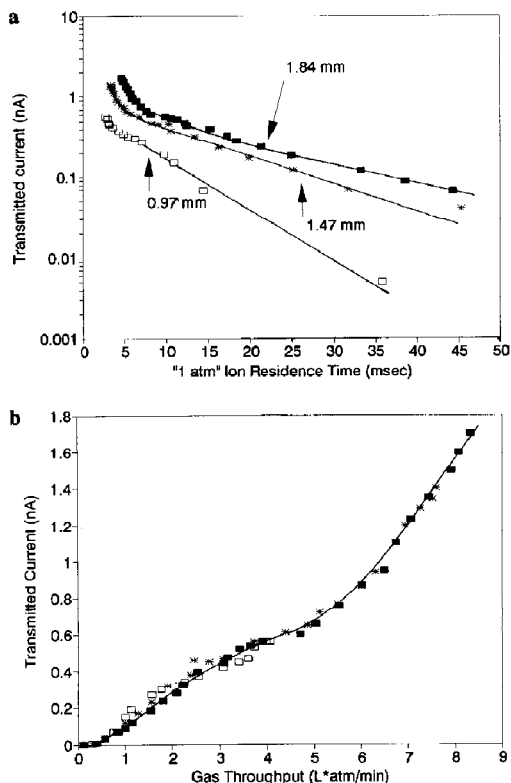 a
10
1
0.1
0.01
0.001
Transmitted current (nA)
1.84 mm
0.97 mm
1.47 mm
0 5 10 15 20 25 30 35 40 45 50
"1 atm" Ion Residence Time (msec)
b
1.8
1.6
1.4
1.2
1
0.8
0.6
0.4
0.2
0
Transmitted Current (nA)
0 1 2 3 4 5 6 7 8 9
Gas Throughput (L*atm/min)